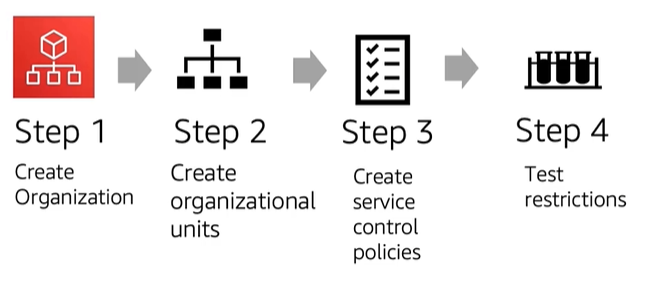 Step 1
Create
Organization
Step 2
Create
organizational
units
Step 3
Create
service
control
policies
Step 4
Test
restrictions